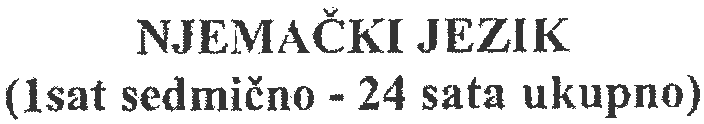 NJEMAČKI JEZIK
(1sat sedmično - 24 sata ukupno)